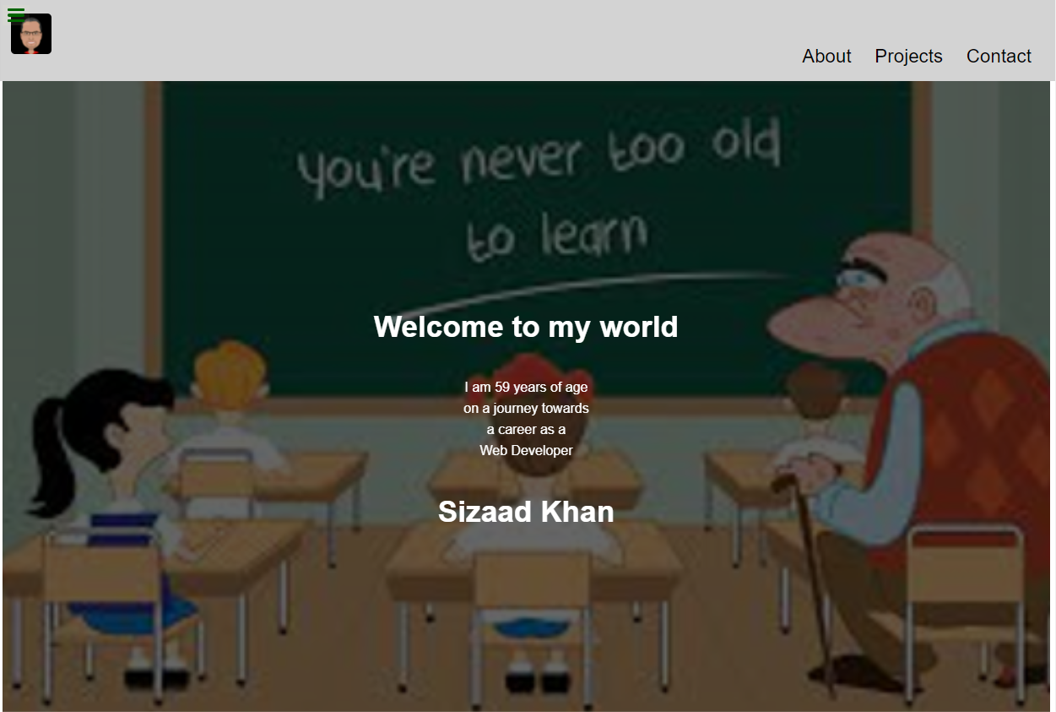 About Projects Contact
you're never too old
to learn
Welcome to my world
I am 59 years of age
on a journey towards
a career as a
Web Developer
Sizaad Khan